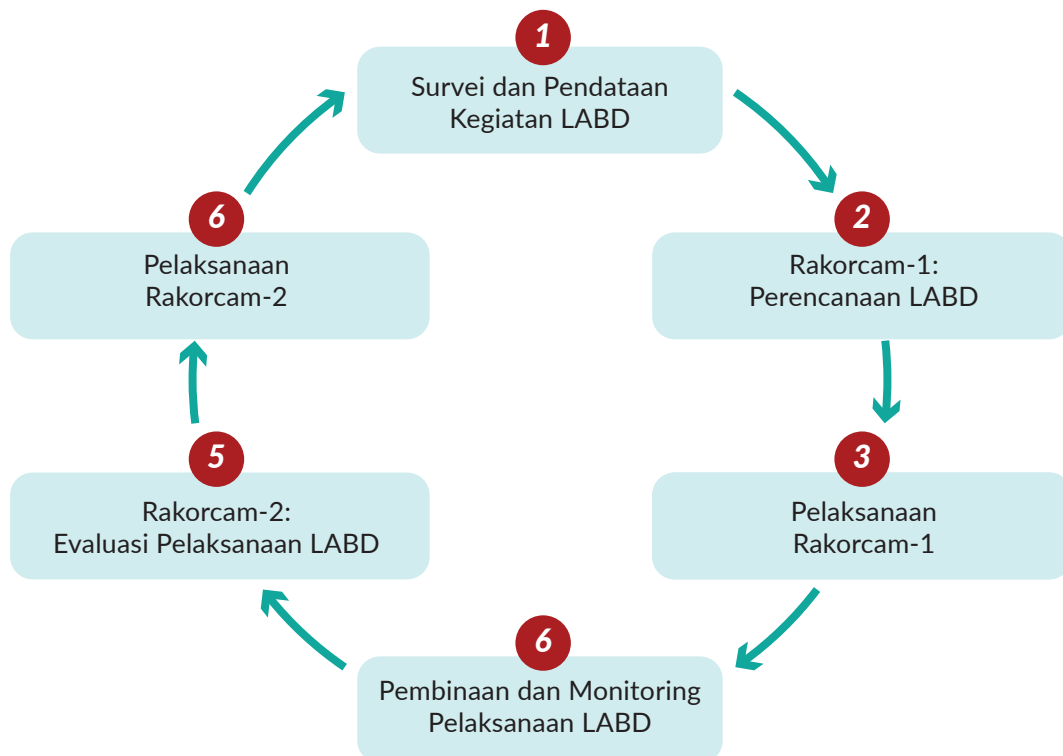 1
Survei dan Pendataan
Kegiatan LABD
2
Rakorcam-1:
Perencanaan LABD
3
Pelaksanaan
Rakorcam-1
6
Pembinaan dan Monitoring
Pelaksanaan LABD
5
Rakorcam-2:
Evaluasi Pelaksanaan LABD
6
Pelaksanaan
Rakorcam-2